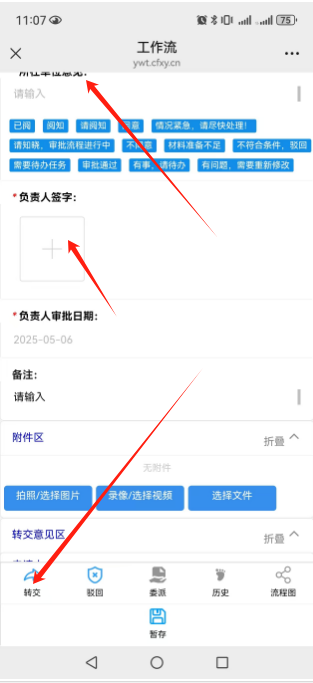 11:07
75
工作流
ywt.cfxy.cn
所在单位意见:
请输入
已阅 阅知 请阅知 同意 情况紧急,请尽快处理!
请知晓,审批流程进行中 不同意 材料准备不足 不符合条件,驳回
需要待办任务 审批通过 有事,请待办 有问题,需要重新修改
*负责人签字:
*负责人审批日期:
2025-05-06
备注:
请输入
附件区 折叠
无附件
拍照/选择图片 录像/选择视频 选择文件
转交意见区 折叠
转交 驳回 委派 历史 流程图
暂存